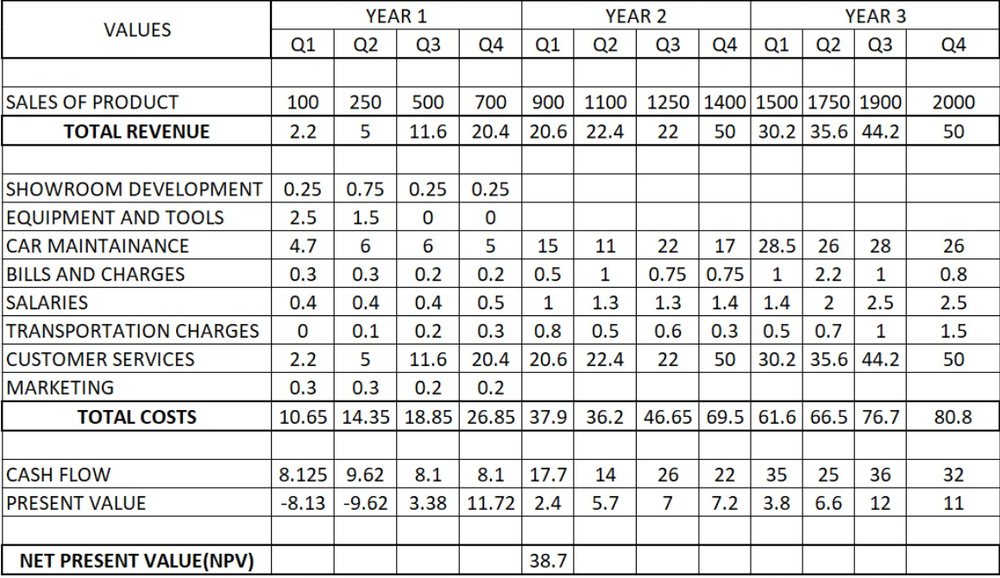 VALUES YEAR 1 YEAR 2 YEAR 3
Q1 Q2 Q3 Q4 Q1 Q2 Q3 Q4 Q1 Q2 Q3 Q4
SALES OF PRODUCT 100 250 500 700 900 1100 1250 1400 1500 1750 1900 2000
TOTAL REVENUE 2.2 5 11.6 20.4 20.6 22.4 22 50 30.2 35.6 44.2 50
SHOWROOM DEVELOPMENT 0.25 0.75 0.25 0.25
EQUIPMENT AND TOOLS 2.5 1.5 0 0
CAR MAINTAINANCE 4.7 6 6 5 15 11 22 17 28.5 26 28 26
BILLS AND CHARGES 0.3 0.3 0.2 0.2 0.5 1 0.75 0.75 1 2.2 1 0.8
SALARIES 0.4 0.4 0.4 0.5 1 1.3 1.3 1.4 1.4 2 2.5 2.5
TRANSPORTATION CHARGES 0 0.1 0.2 0.3 0.8 0.5 0.6 0.3 0.5 0.7 1 1.5
CUSTOMER SERVICES 2.2 5 11.6 20.4 20.6 22.4 22 50 30.2 35.6 44.2 50
MARKETING 0.3 0.3 0.2 0.2
TOTAL COSTS 10.65 14.35 18.85 26.85 37.9 36.2 46.65 69.5 61.6 66.5 76.7 80.8
CASH FLOW 8.125 9.62 8.1 8.1 17.7 14 26 22 35 25 36 32
PRESENT VALUE -8.13 -9.62 3.38 11.72 2.4 5.7 7 7.2 3.8 6.6 12 11
NET PRESENT VALUE(NPV) 38.7